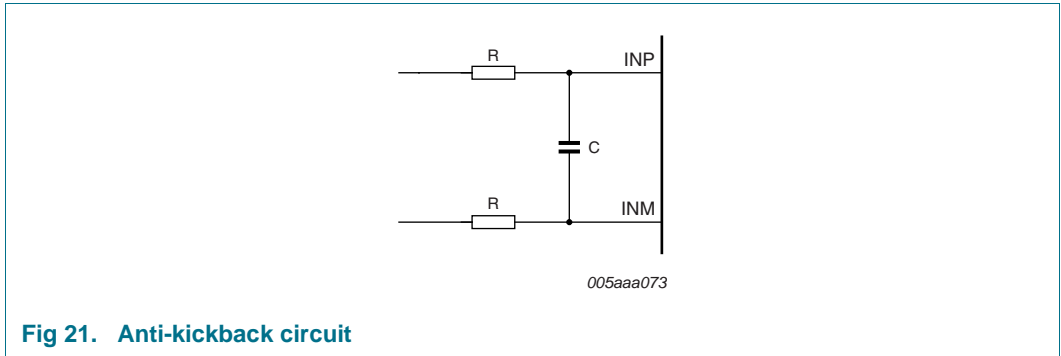 R
INP
C
R
INM
005aaa073
Fig 21. Anti-kickback circuit